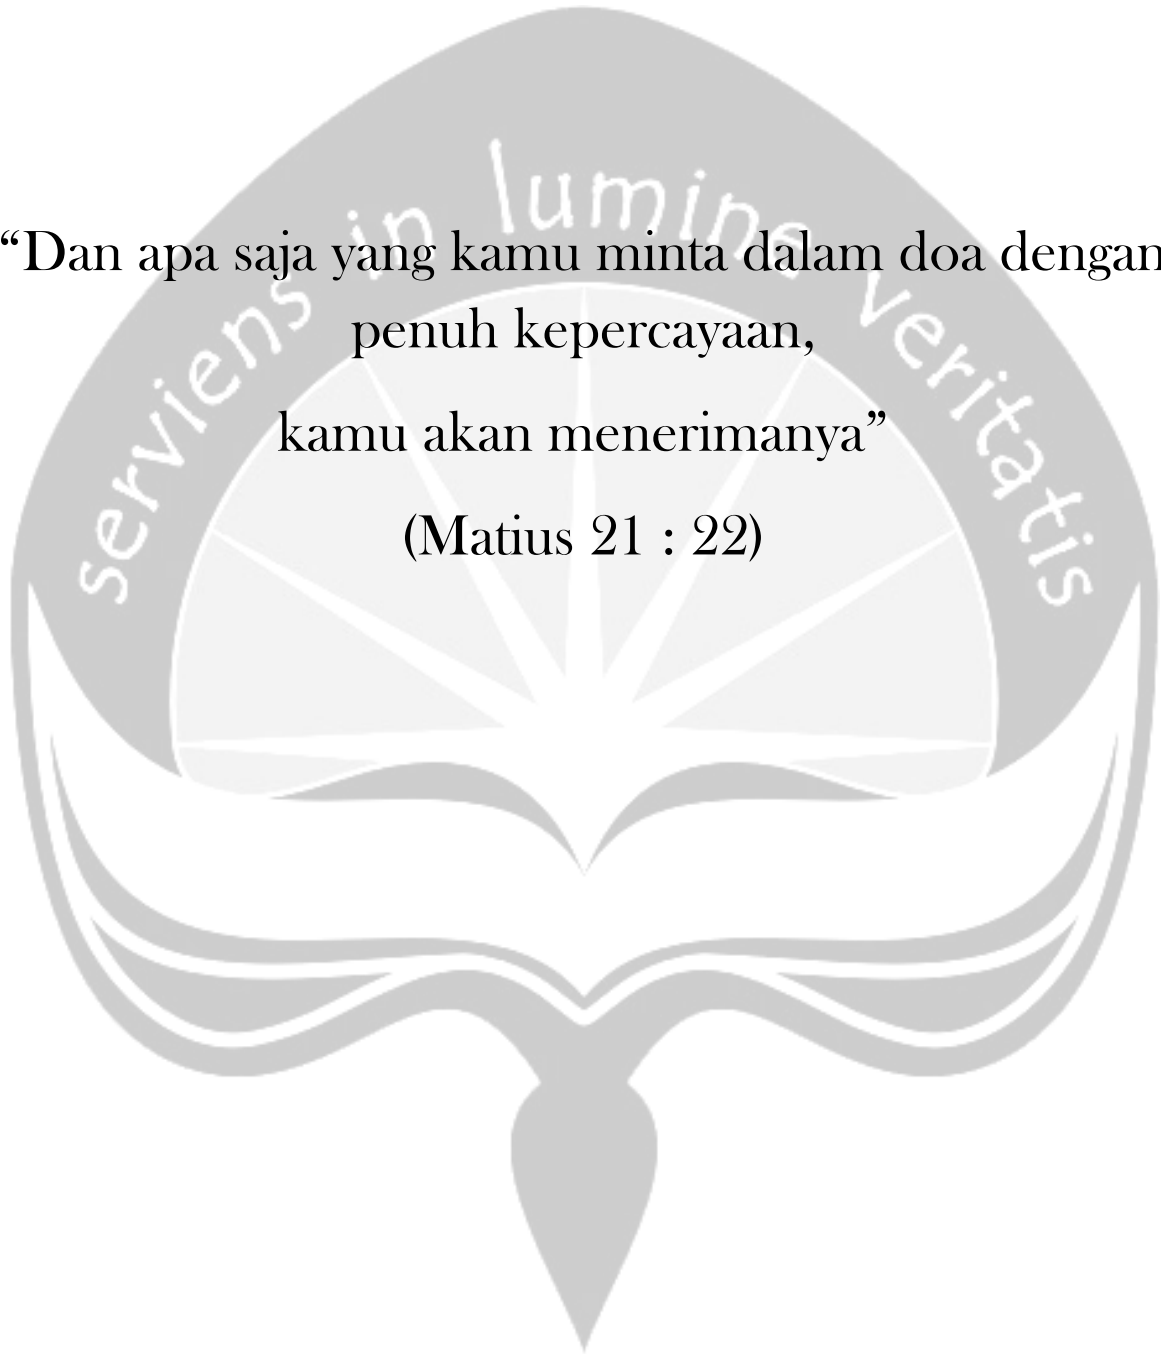 serviens in lumine veritatis
“Dan apa saja yang kamu minta dalam doa dengan
penuh kepercayaan,
kamu akan menerimanya”
(Matius 21 : 22)